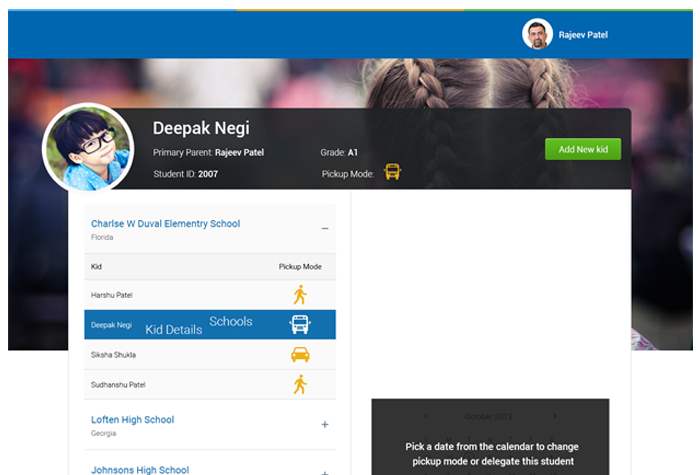 Rajeev Patel
Deepak Negi
Primary Parent: Rajeev Patel
Grade: A1
Add New kid
Student ID: 2007
Pickup Mode:
Charlse W Duval Elementry School
Florida
Kid
Pickup Mode
Harshu Patel
Deepak Negi
Kid Details
Schools
Siksha Shukla
Sudhanshu Patel
Loften High School
Georgia
October 2013
Pick a date from the calendar to change
pickup mode or delegate this student
Johnsons High School